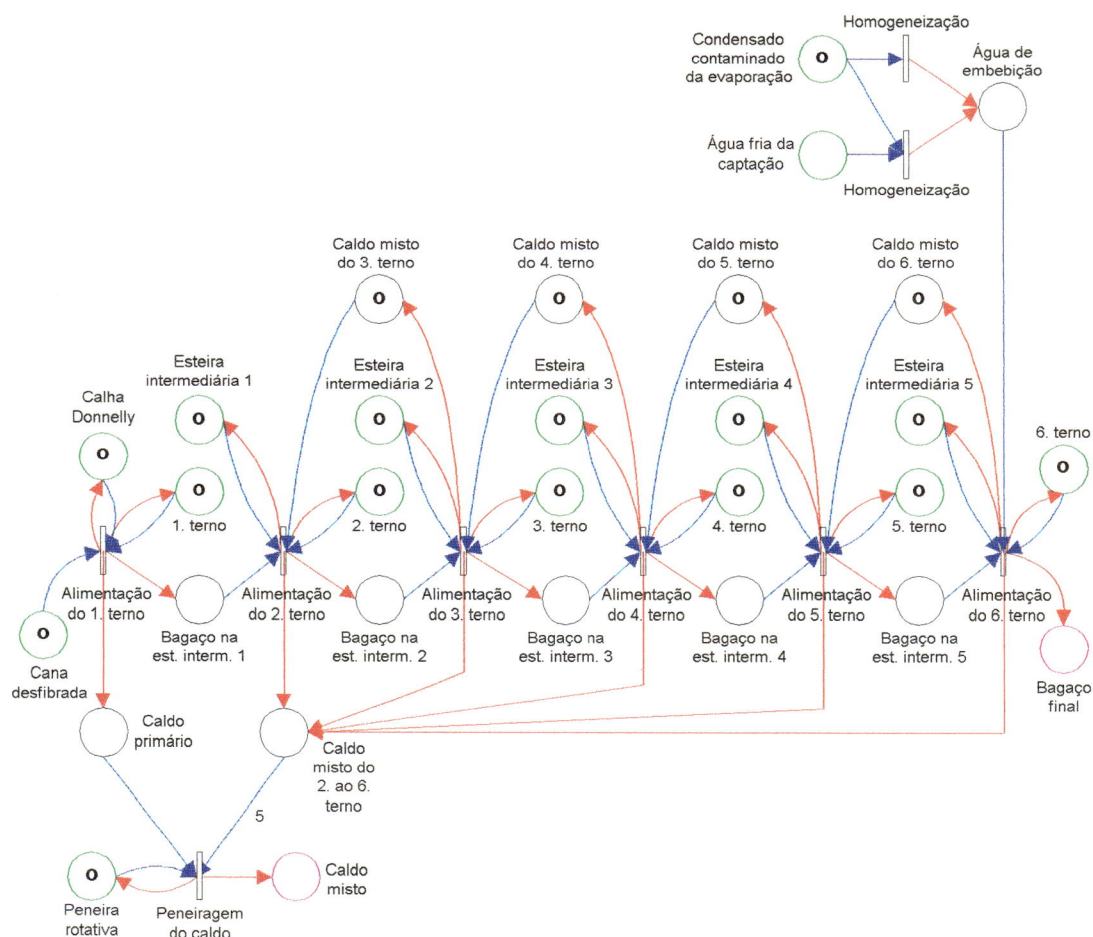 Homogeneização
Condensado
contaminado
da evaporação
o
Água de
embebição
Água fria da
captação
Homogeneização
Caldo misto
do 3. terno
Caldo misto
do 4. terno
Caldo misto
do 5. terno
Caldo misto
do 6. terno
o
o
o
o
Esteira
intermediária 1
Esteira
intermediária 2
Esteira
intermediária 3
Esteira
intermediária 4
Esteira
intermediária 5
Calha
Donnelly
o
o
o
o
o
o
6. terno
o
o
o
o
o
o
1. terno
2. terno
3. terno
4. terno
5. terno
Alimentação
do 1. terno
Alimentação
do 2. terno
Alimentação
do 3. terno
Alimentação
do 4. terno
Alimentação
do 5. terno
Alimentação
do 6. terno
o
Cana
desfibrada
Bagaço na
est. interm. 1
Bagaço na
est. interm. 2
Bagaço na
est. interm. 3
Bagaço na
est. interm. 4
Bagaço na
est. interm. 5
Bagaço
final
Caldo
primário
Caldo
misto do
2. ao 6.
terno
5
o
Peneira
rotativa
Peneiragem
do caldo
Caldo
misto